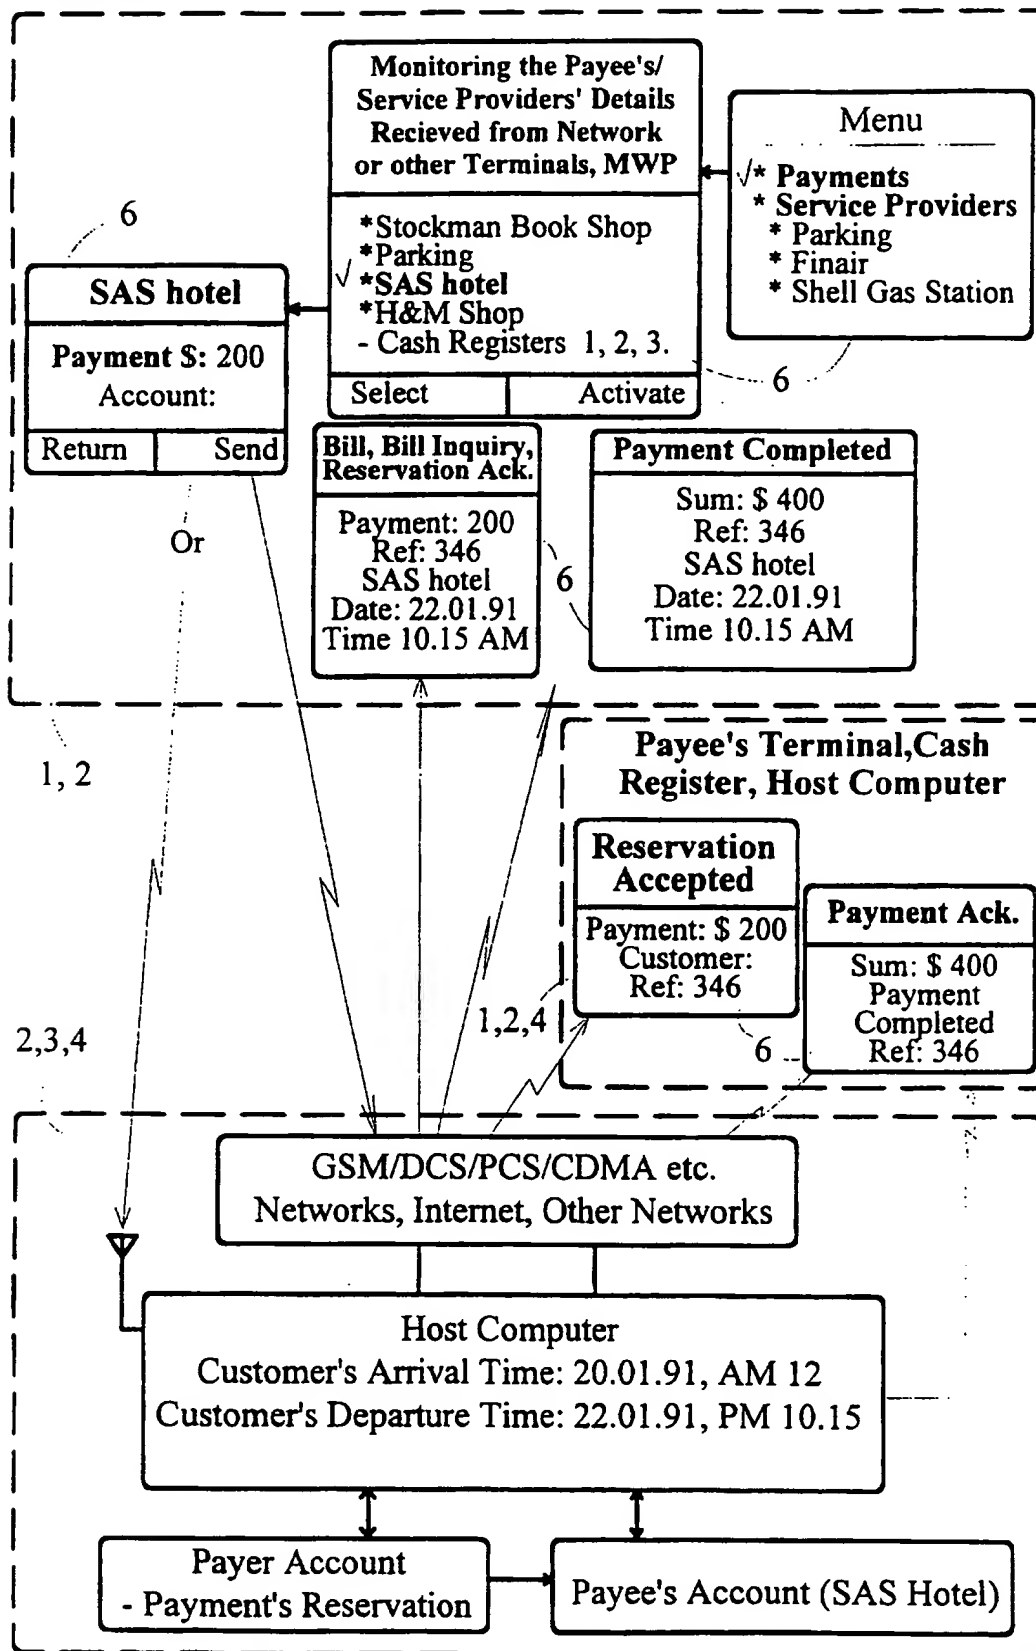 Monitoring the Payee's/
Service Providers' Details
Recieved from Network
or other Terminals, MWP
*Stockman Book Shop
*Parking
√ *SAS hotel
*H&M Shop
- Cash Registers 1, 2, 3.
Select Activate
Menu
√* Payments
* Service Providers
* Parking
* Finair
* Shell Gas Station
6
6
SAS hotel
Payment $: 200
Account:
Return Send
Or
Bill, Bill Inquiry,
Reservation Ack.
Payment: 200
Ref: 346
SAS hotel
Date: 22.01.91
Time 10.15 AM
6
Payment Completed
Sum: $ 400
Ref: 346
SAS hotel
Date: 22.01.91
Time 10.15 AM
1, 2
Payee's Terminal,Cash
Register, Host Computer
Reservation
Accepted
Payment: $ 200
Customer:
Ref: 346
Payment Ack.
Sum: $ 400
Payment
Completed
Ref: 346
1,2,4
6
2,3,4
GSM/DCS/PCS/CDMA etc.
Networks, Internet, Other Networks
Host Computer
Customer's Arrival Time: 20.01.91, AM 12
Customer's Departure Time: 22.01.91, PM 10.15
Payer Account
- Payment's Reservation
Payee's Account (SAS Hotel)